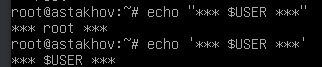 root@astakhov:~# echo "*** $USER ***"
*** root ***
root@astakhov:~# echo '*** $USER ***'
*** $USER ***